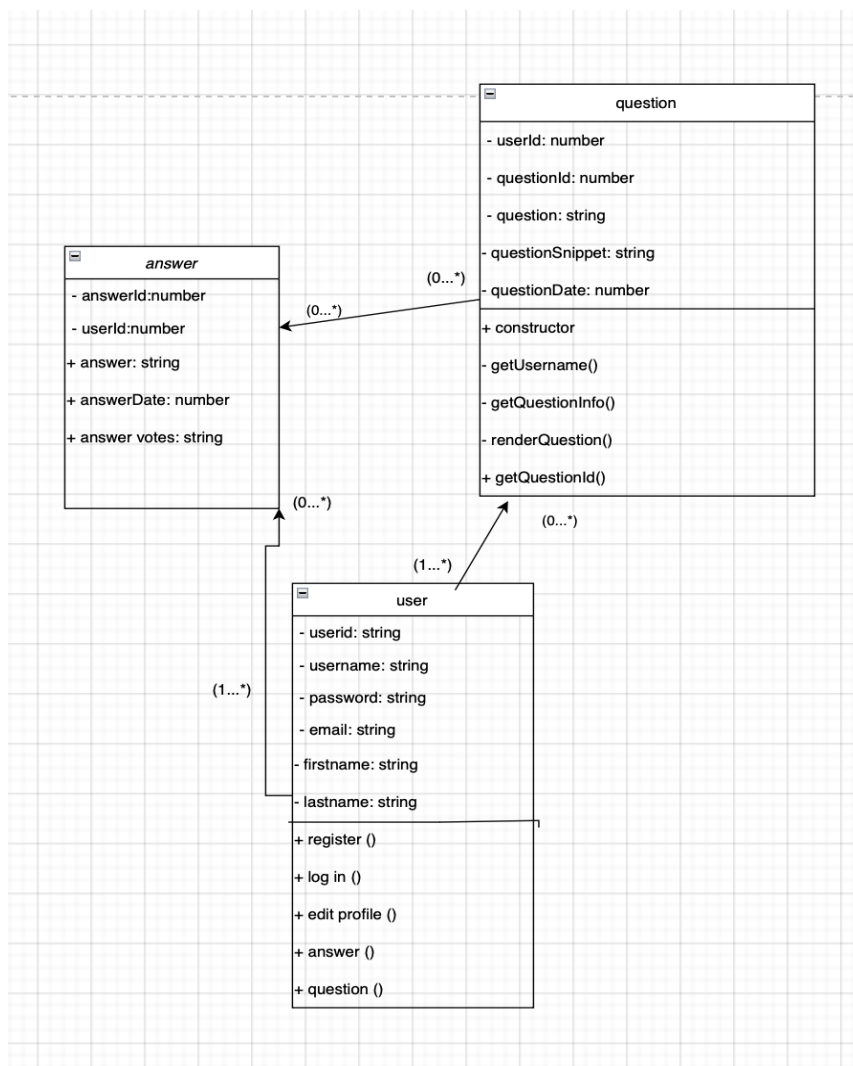 question
- userId: number
- questionId: number
- question: string
- questionSnippet: string
- questionDate: number
+ constructor
- getUsername()
- getQuestionInfo()
- renderQuestion()
+ getQuestionId()
answer
- answerId:number
- userId:number
+ answer: string
+ answerDate: number
+ answer votes: string
(0...*)
(0...*)
(0...*)
(0...*)
(1...*)
(1...*)
user
- userid: string
- username: string
- password: string
- email: string
- firstname: string
- lastname: string
+ register ()
+ log in ()
+ edit profile ()
+ answer ()
+ question ()